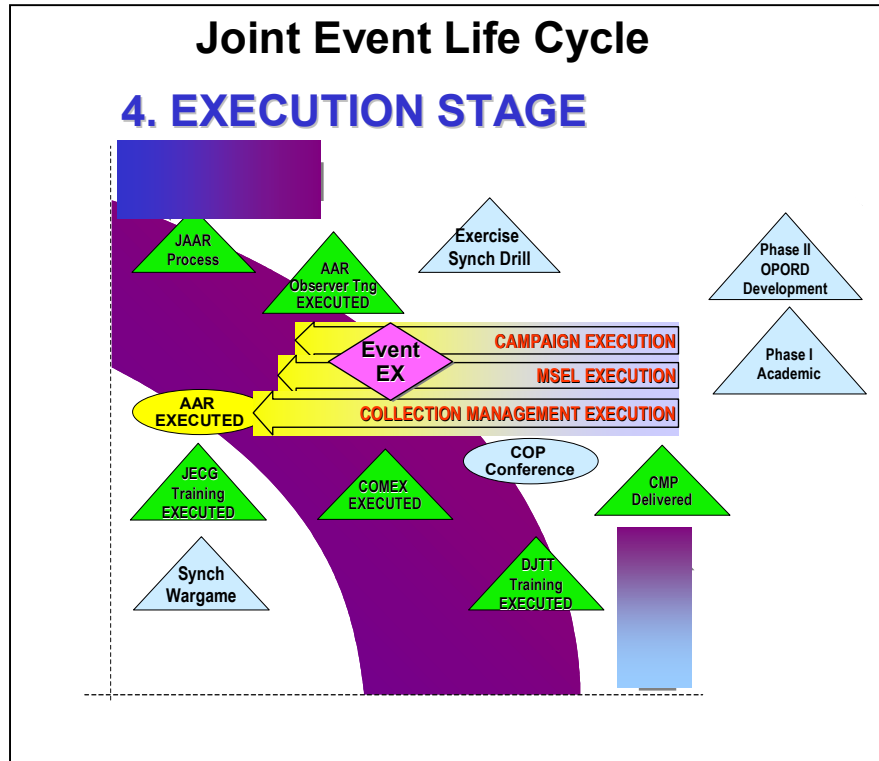 Joint Event Life Cycle
4. EXECUTION STAGE
JAAR
Process
AAR
Observer Tng
EXECUTED
Exercise
Synch Drill
Phase II
OPORD
Development
Event
EX
CAMPAIGN EXECUTION
MSEL EXECUTION
COLLECTION MANAGEMENT EXECUTION
Phase I
Academic
AAR
EXECUTED
JECG
Training
EXECUTED
COMEX
EXECUTED
COP
Conference
CMP
Delivered
Synch
Wargame
DJTT
Training
EXECUTED